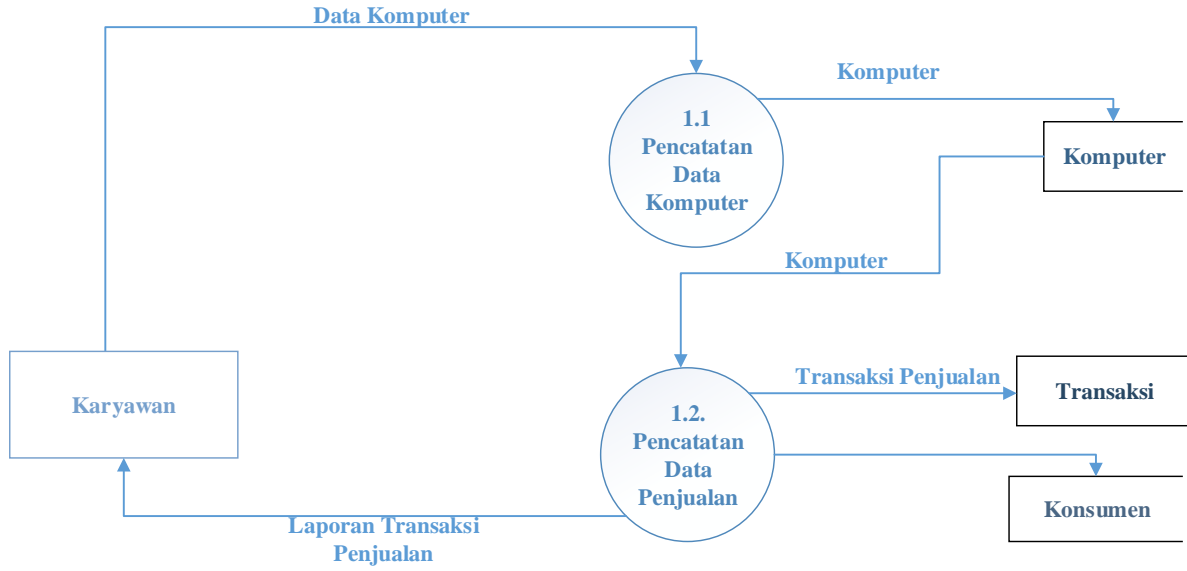 Data Komputer
Komputer
1.1
Pencatatan
Data
Komputer
Komputer
Komputer
Karyawan
Transaksi Penjualan
Transaksi
1.2.
Pencatatan
Data
Penjualan
Konsumen
Laporan Transaksi
Penjualan